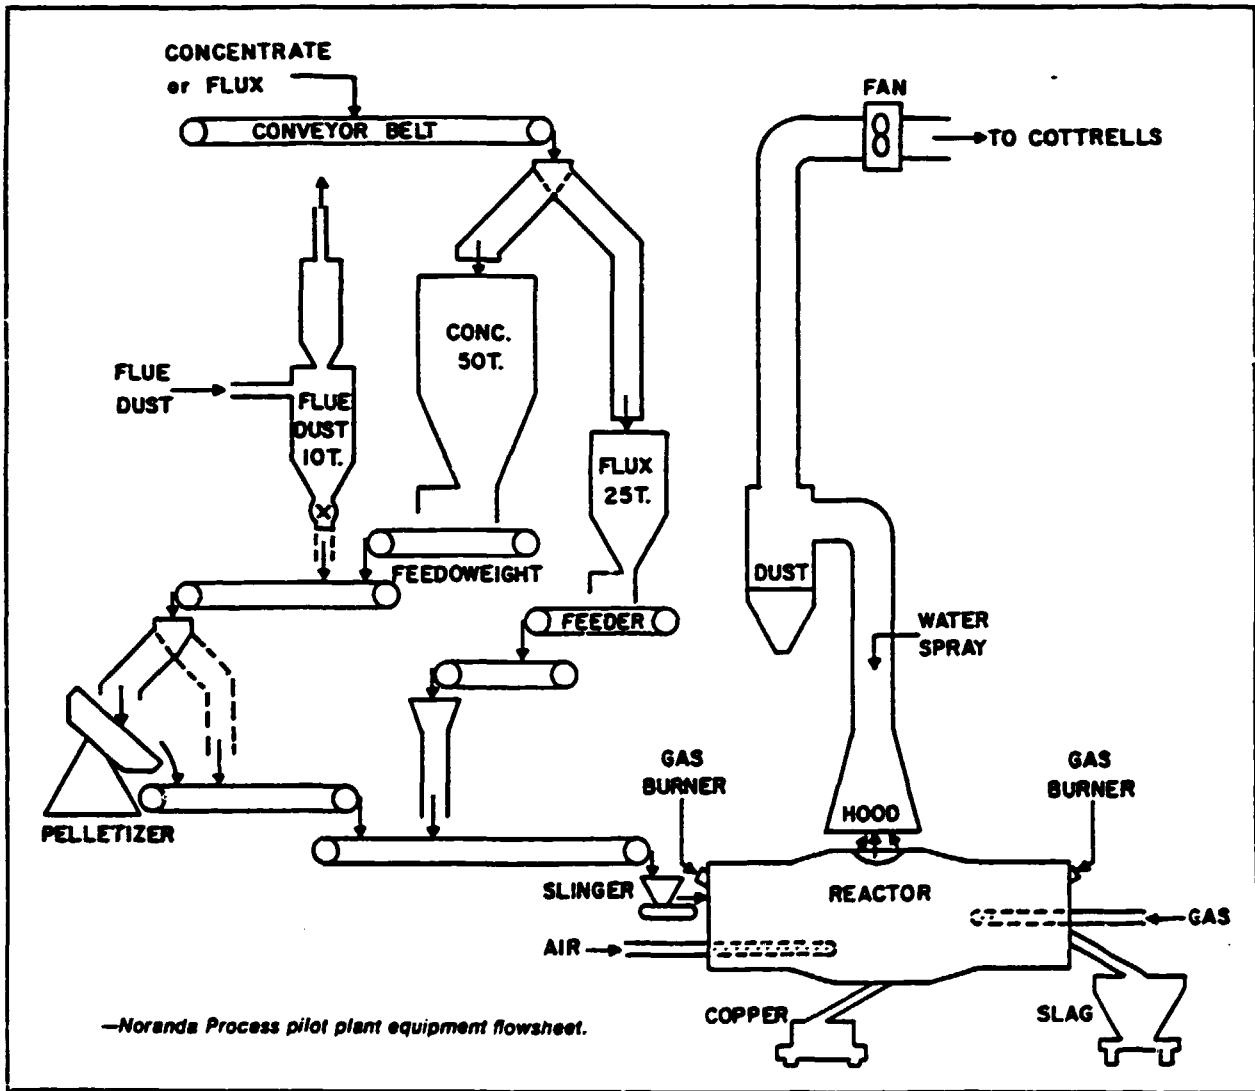 CONCENTRATE
or FLUX
CONVEYOR BELT
FAN
TO COTTRELLS
CONC.
50T.
FLUE
DUST
FLUE
DUST
10T.
FLUX
25T.
FEEDOWEIGHT
DUST
FEEDER
WATER
SPRAY
GAS
BURNER
GAS
BURNER
HOOD
PELLETIZER
SLINGER
REACTOR
GAS
AIR
COPPER
SLAG
—Noranda Process pilot plant equipment flowsheet.